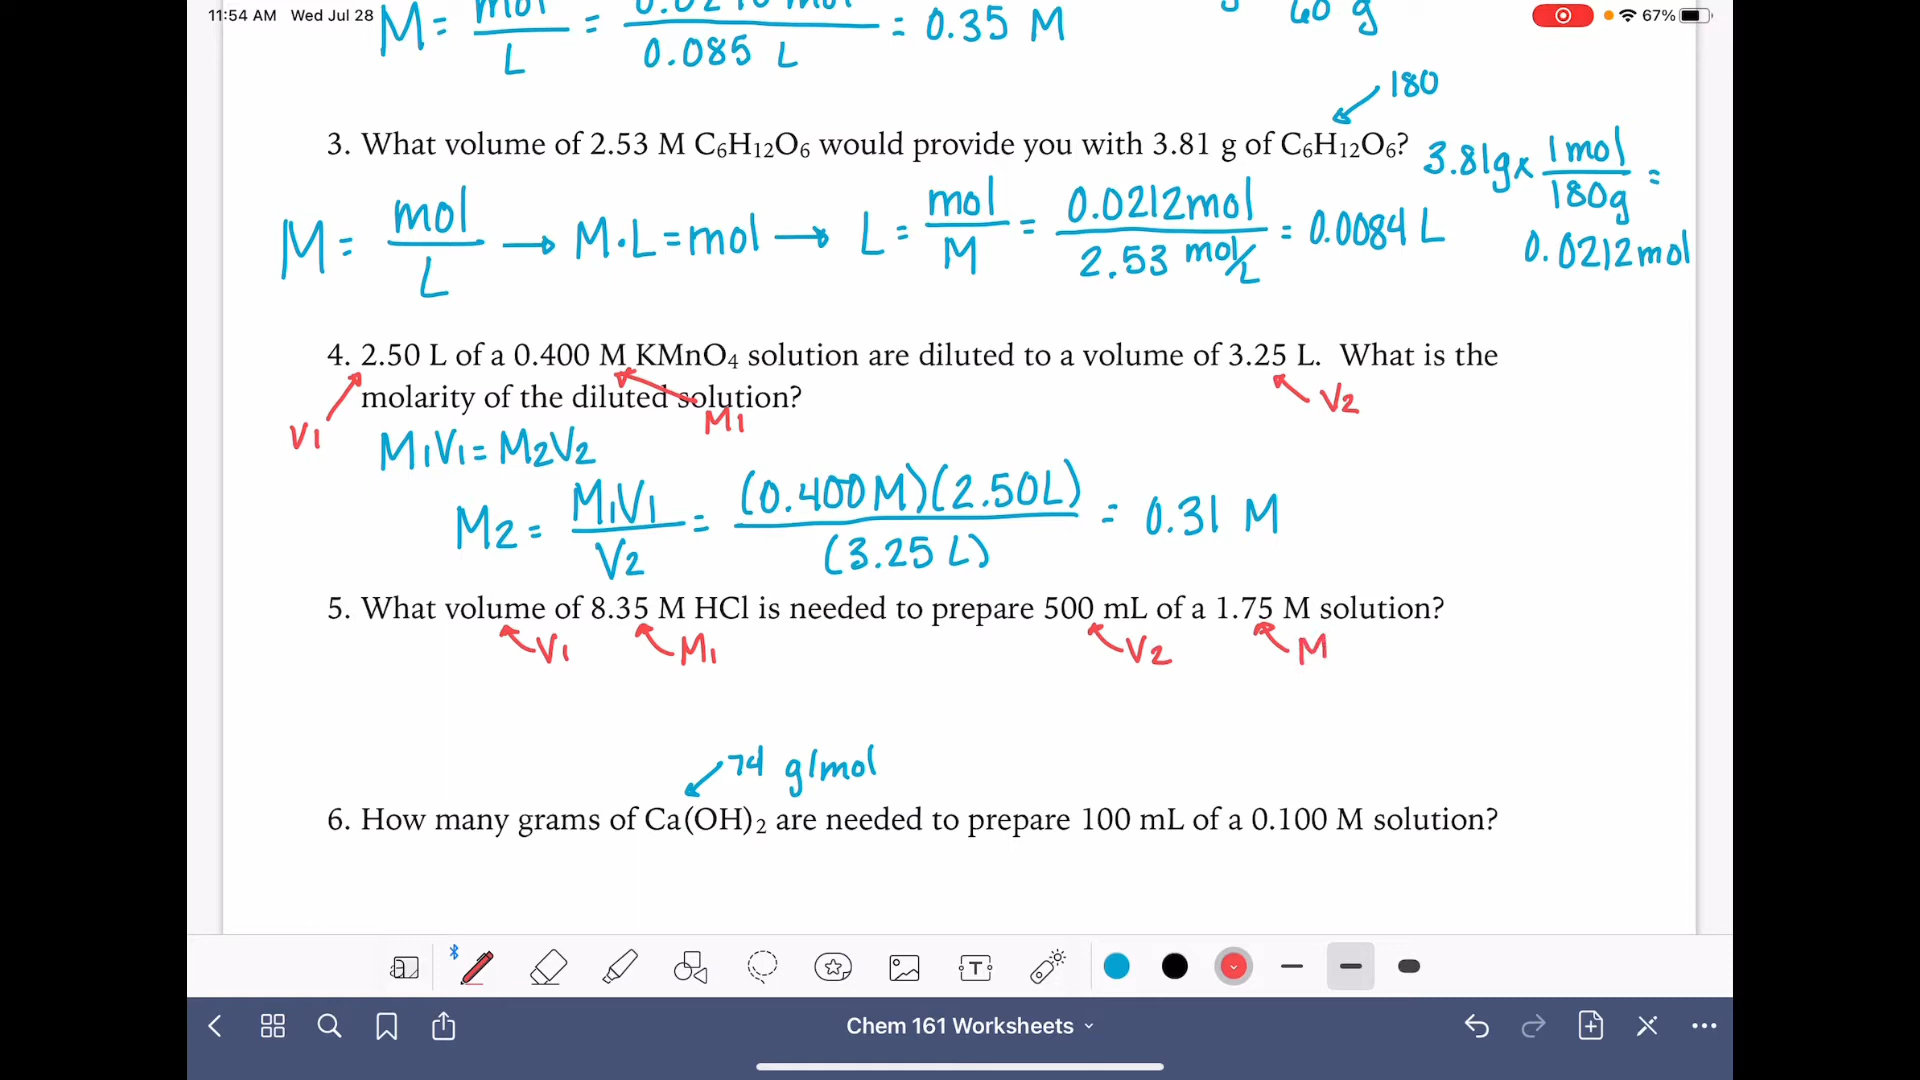 11:54 AM Wed Jul 28
67%
M = mol / L = / 0.085 L = 0.35 M
60 g
180
3. What volume of 2.53 M C₆H₁₂O₆ would provide you with 3.81 g of C₆H₁₂O₆?
3.81g x 1 mol / 180g =
0.0212 mol
M = mol / L → M·L = mol → L = mol / M = 0.0212 mol / 2.53 mol/L = 0.0084 L
4. 2.50 L of a 0.400 M KMnO₄ solution are diluted to a volume of 3.25 L. What is the
molarity of the diluted solution?
V1 M1 V2
M1V1 = M2V2
M2 = M1V1 / V2 = (0.400 M)(2.50 L) / (3.25 L) = 0.31 M
5. What volume of 8.35 M HCl is needed to prepare 500 mL of a 1.75 M solution?
V1 M1 V2 M
74 g/mol
6. How many grams of Ca(OH)₂ are needed to prepare 100 mL of a 0.100 M solution?
Chem 161 Worksheets